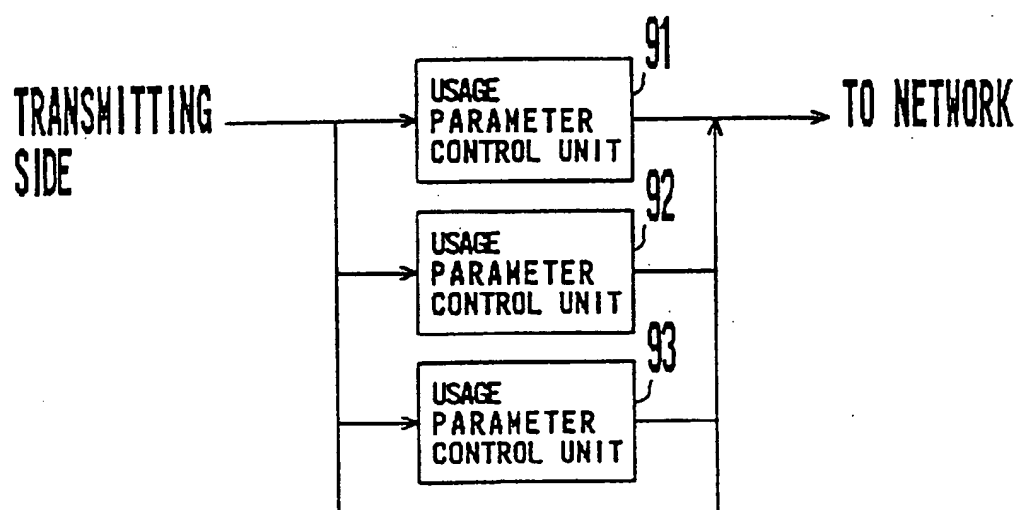 91
TRANSMITTING
SIDE
USAGE
PARAMETER
CONTROL UNIT
TO NETWORK
92
USAGE
PARAMETER
CONTROL UNIT
93
USAGE
PARAMETER
CONTROL UNIT